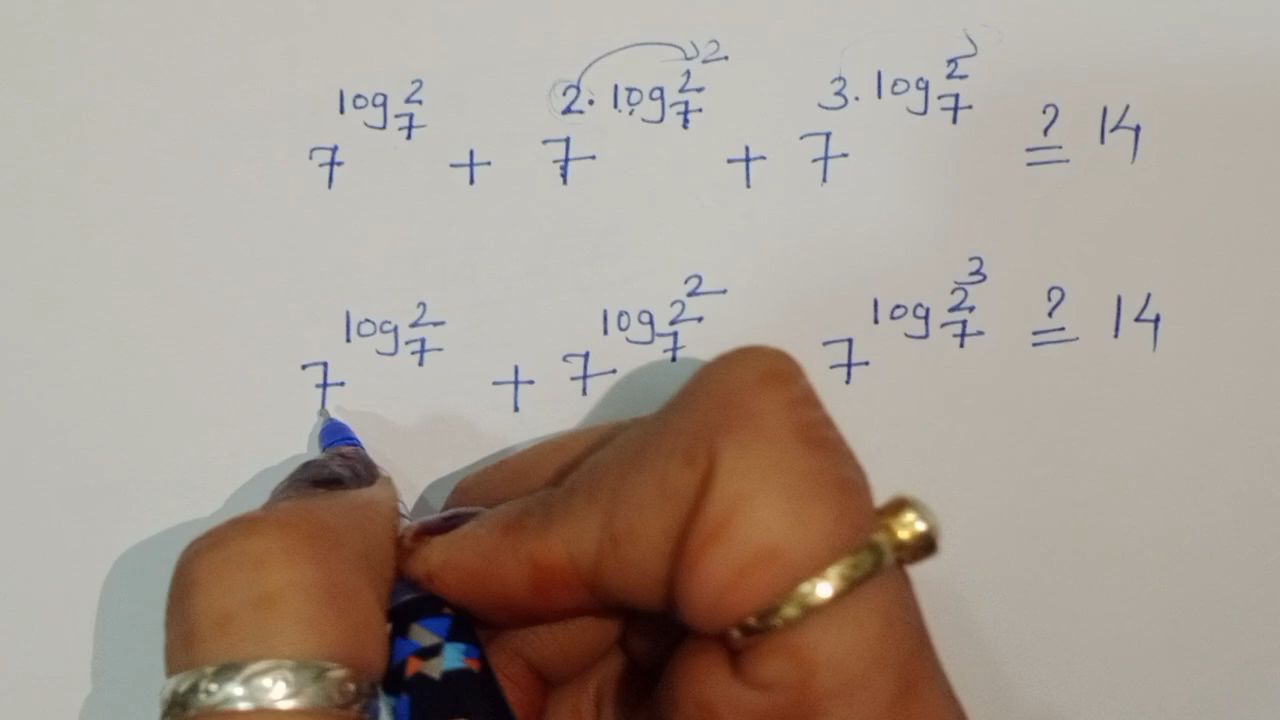 7^{log_7^2} + 7^{2·log_7^{2^2}} + 7^{3·log_7^2} ≟ 14
7^{log_7^2} + 7^{log_7^{2^2}} 7^{log_7^{2^3}} ≟ 14